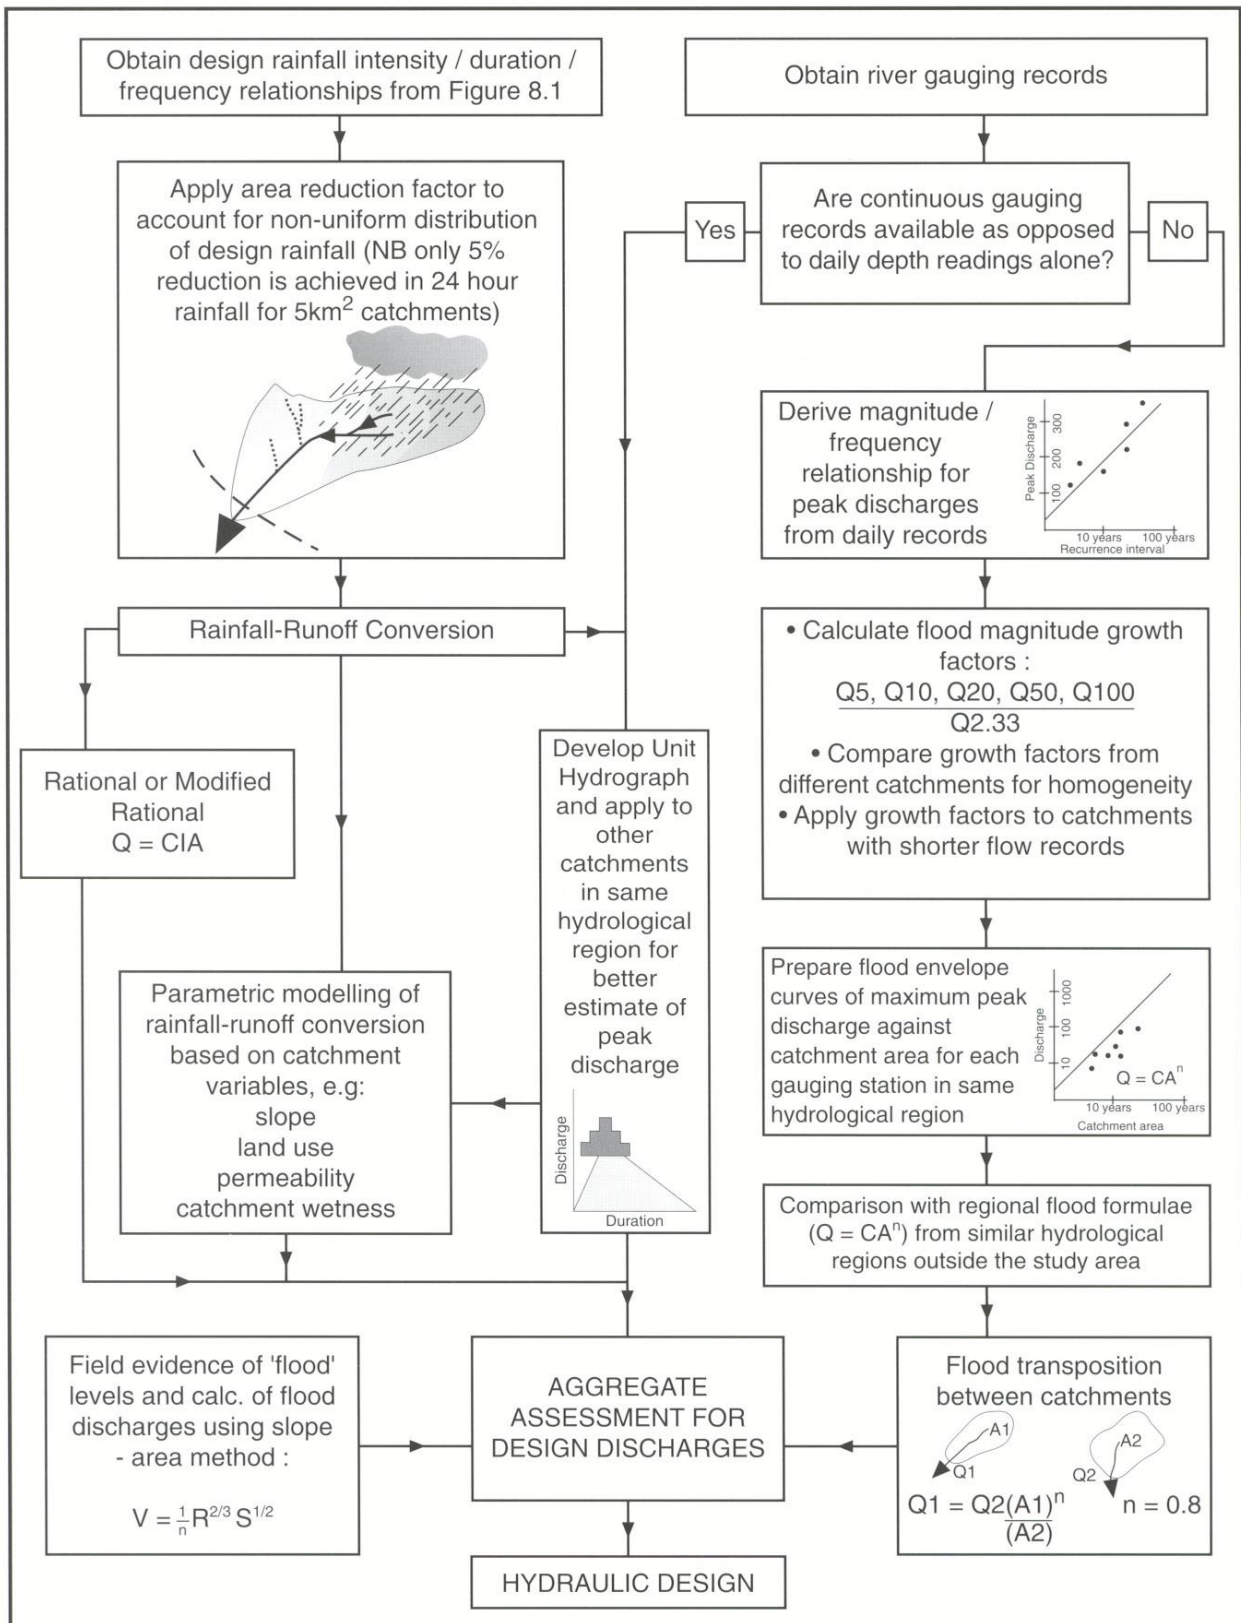 Obtain design rainfall intensity / duration /
frequency relationships from Figure 8.1
Obtain river gauging records
Apply area reduction factor to
account for non-uniform distribution
of design rainfall (NB only 5%
reduction is achieved in 24 hour
rainfall for 5km² catchments)
Yes
Are continuous gauging
records available as opposed
to daily depth readings alone?
No
Derive magnitude /
frequency
relationship for
peak discharges
from daily records
Peak Discharge
100
200
300
10 years
100 years
Recurrence interval
Rainfall-Runoff Conversion
• Calculate flood magnitude growth
factors :
Q5, Q10, Q20, Q50, Q100
Q2.33
• Compare growth factors from
different catchments for homogeneity
• Apply growth factors to catchments
with shorter flow records
Rational or Modified
Rational
Q = CIA
Develop Unit
Hydrograph
and apply to
other
catchments
in same
hydrological
region for
better
estimate of
peak
discharge
Discharge
Duration
Parametric modelling of
rainfall-runoff conversion
based on catchment
variables, e.g:
slope
land use
permeability
catchment wetness
Prepare flood envelope
curves of maximum peak
discharge against
catchment area for each
gauging station in same
hydrological region
Discharge
10
100
1000
Q = CAⁿ
10 years
100 years
Catchment area
Comparison with regional flood formulae
(Q = CAⁿ) from similar hydrological
regions outside the study area
Field evidence of 'flood'
levels and calc. of flood
discharges using slope
- area method :
V = 1/n R^2/3 S^1/2
AGGREGATE
ASSESSMENT FOR
DESIGN DISCHARGES
Flood transposition
between catchments
A1
Q1
A2
Q2
Q1 = Q2(A1)ⁿ
(A2)
n = 0.8
HYDRAULIC DESIGN